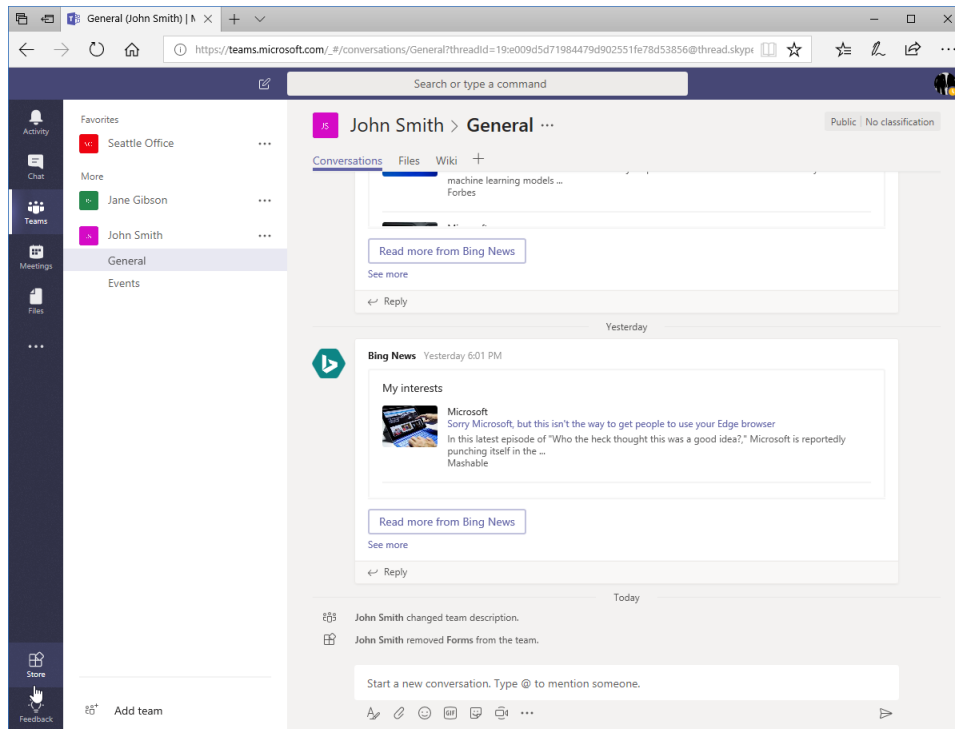 General (John Smith) | M
https://teams.microsoft.com/_#/conversations/General?threadId=19:e009d5d71984479d902551fe78d53856@thread.skype
Search or type a command
Activity
Chat
Teams
Meetings
Files
Store
Feedback
Favorites
Seattle Office
More
Jane Gibson
John Smith
General
Events
Add team
JS
John Smith > General
Public | No classification
Conversations Files Wiki
machine learning models ...
Forbes
Read more from Bing News
See more
Reply
Yesterday
Bing News Yesterday 6:01 PM
My interests
Microsoft
Sorry Microsoft, but this isn't the way to get people to use your Edge browser
In this latest episode of "Who the heck thought this was a good idea?," Microsoft is reportedly
punching itself in the ...
Mashable
Read more from Bing News
See more
Reply
Today
John Smith changed team description.
John Smith removed Forms from the team.
Start a new conversation. Type @ to mention someone.
GIF